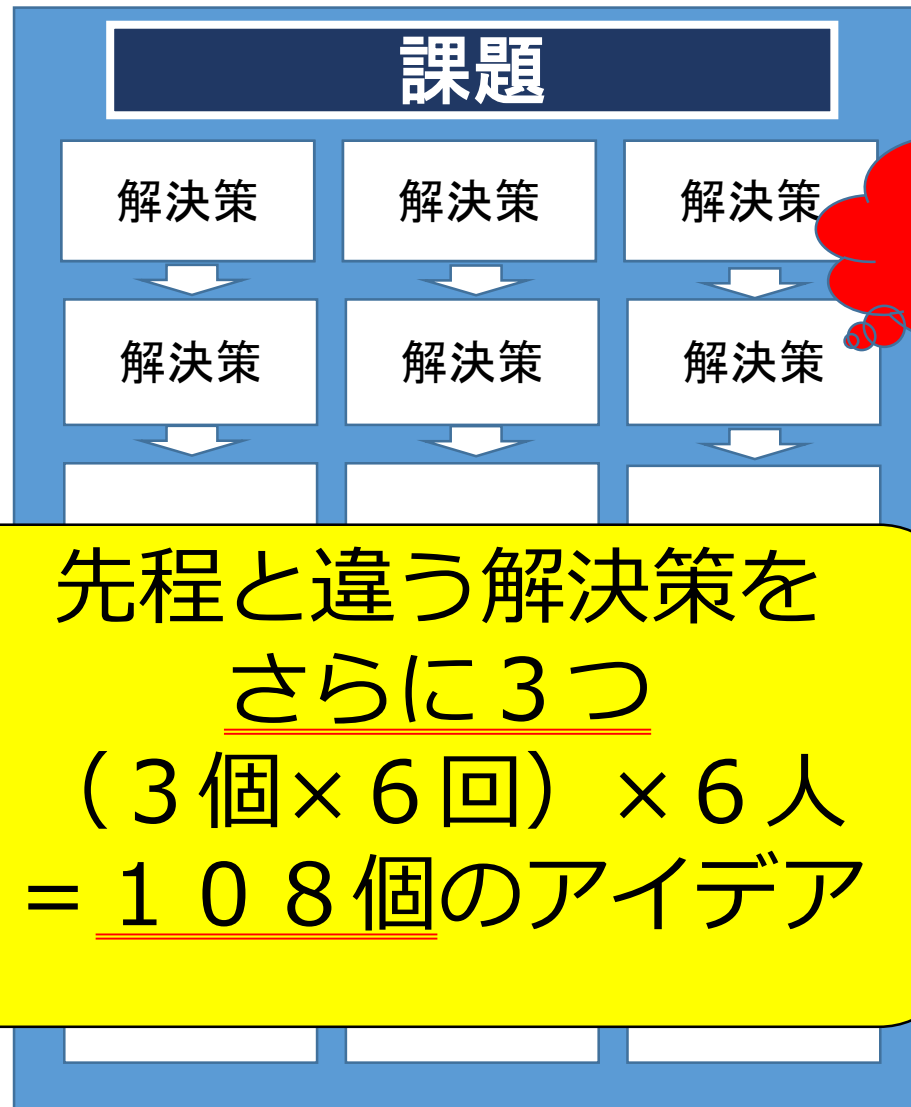 課題
解決策 解決策 解決策
解決策 解決策 解決策
先程と違う解決策を
さらに３つ
（３個×６回）×６人
=１０８個のアイデア